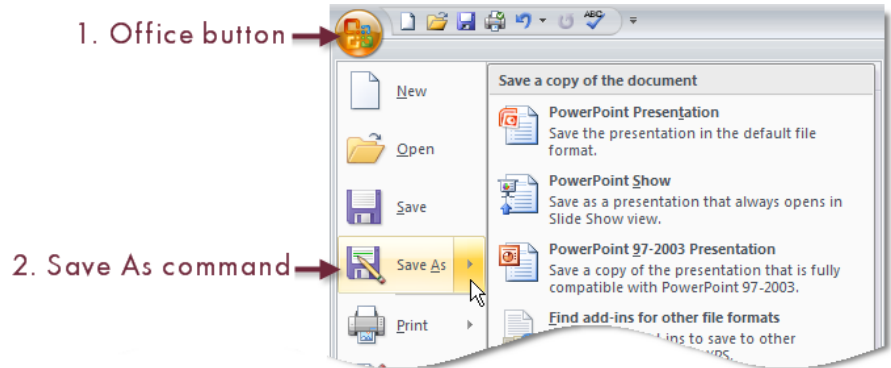 1. Office button
ABC
New
Open
Save
2. Save As command
Save As
Print
Save a copy of the document
PowerPoint Presentation
Save the presentation in the default file
format.
PowerPoint Show
Save as a presentation that always opens in
Slide Show view.
PowerPoint 97-2003 Presentation
Save a copy of the presentation that is fully
compatible with PowerPoint 97-2003.
Find add-ins for other file formats
to save to other